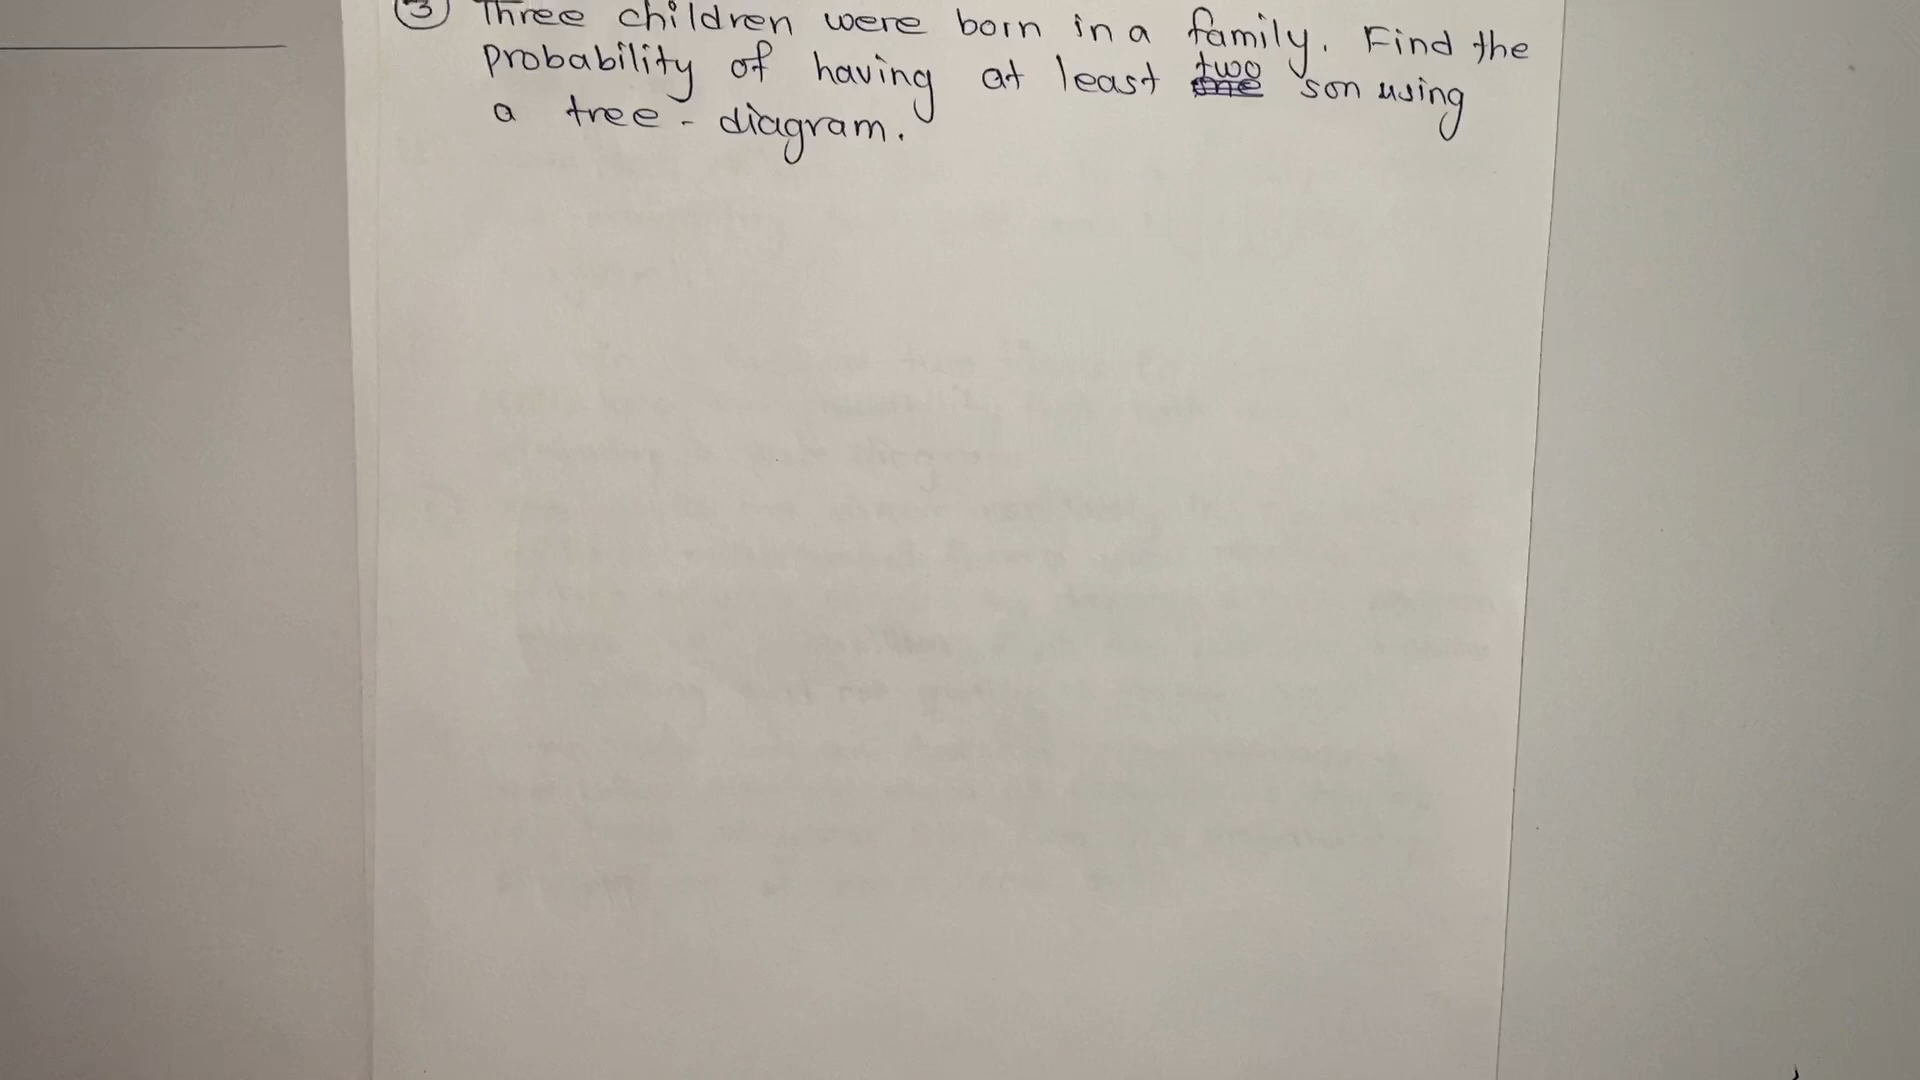 ③ Three children were born in a family. Find the
probability of having at least two son using
a tree - diagram.